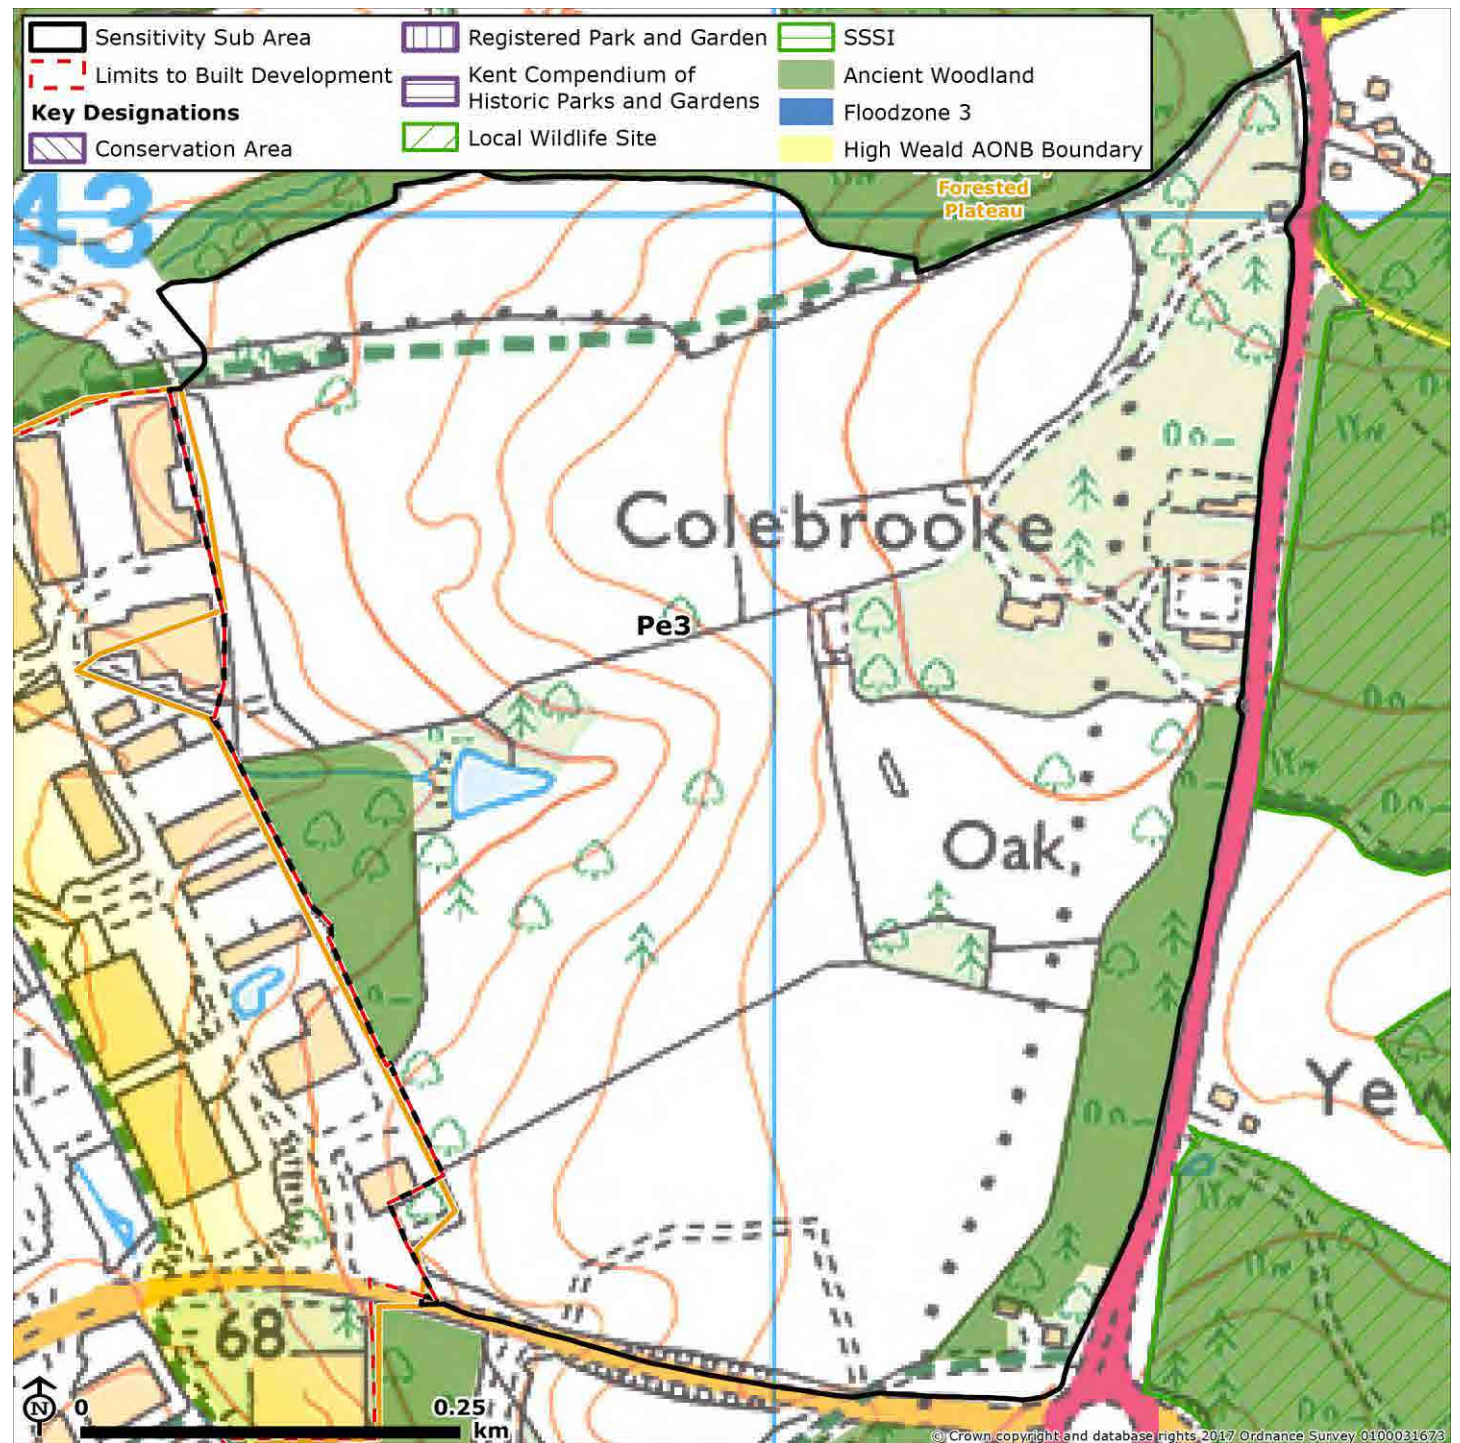 Sensitivity Sub Area
Limits to Built Development
Key Designations
Conservation Area
Registered Park and Garden
Kent Compendium of
Historic Parks and Gardens
Local Wildlife Site
SSSI
Ancient Woodland
Floodzone 3
High Weald AONB Boundary
43
Forested
Plateau
Colebrooke
Pe3
Oak
Yew
68
N
0
0.25
km
© Crown copyright and database rights 2017 Ordnance Survey 0100031673